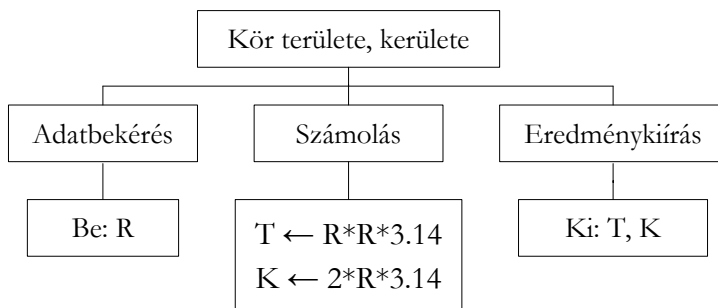 Kör területe, kerülete
Adatbekérés
Számolás
Eredménykiírás
Be: R
T ← R*R*3.14
K ← 2*R*3.14
Ki: T, K